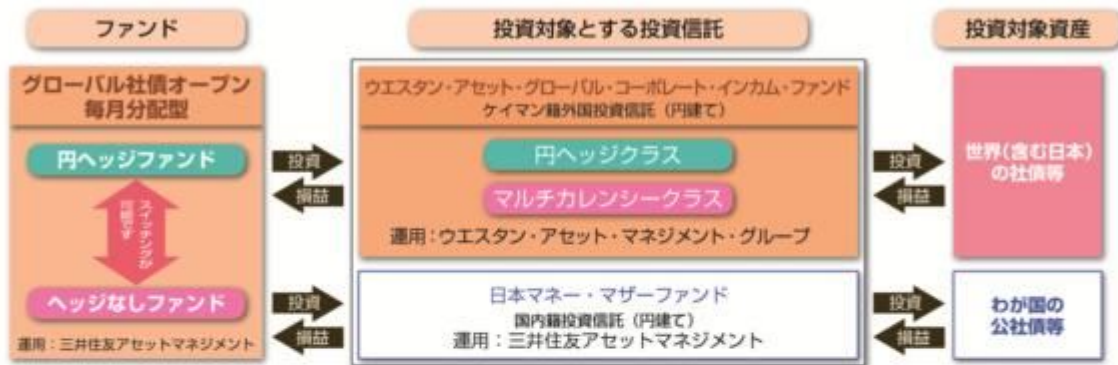 ファンド
投資対象とする投資信託
投資対象資産
グローバル社債オープン
毎月分配型
円ヘッジファンド
スイッチングが
可能です
ヘッジなしファンド
運用:三井住友アセットマネジメント
投資
損益
投資
損益
ウエスタン・アセット・グローバル・コーポレート・インカム・ファンド
ケイマン籍外国投資信託(円建て)
円ヘッジクラス
マルチカレンシークラス
運用:ウエスタン・アセット・マネジメント・グループ
日本マネー・マザーファンド
国内籍投資信託(円建て)
運用:三井住友アセットマネジメント
投資
損益
投資
損益
世界(含む日本)
の社債等
わが国の
公社債等